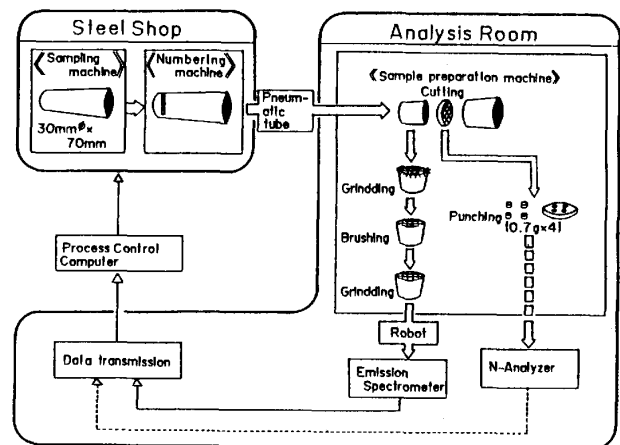 Steel Shop
《Sampling machine》
《Numbering machine》
30mmφ×
70mm
Pneum-
atic
tube
Process Control
Computer
Data transmission
Analysis Room
《Sample preparation machine》
Cutting
Grindding
Brushing
Grindding
Punching
(0.7g×4)
Robot
Emission
Spectrometer
N-Analyzer